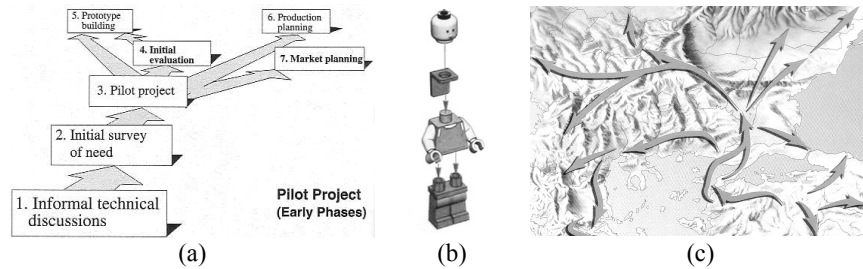 5. Prototype
building
6. Production
planning
4. Initial
evaluation
7. Market planning
3. Pilot project
2. Initial survey
of need
1. Informal technical
discussions
Pilot Project
(Early Phases)
(a)
(b)
(c)